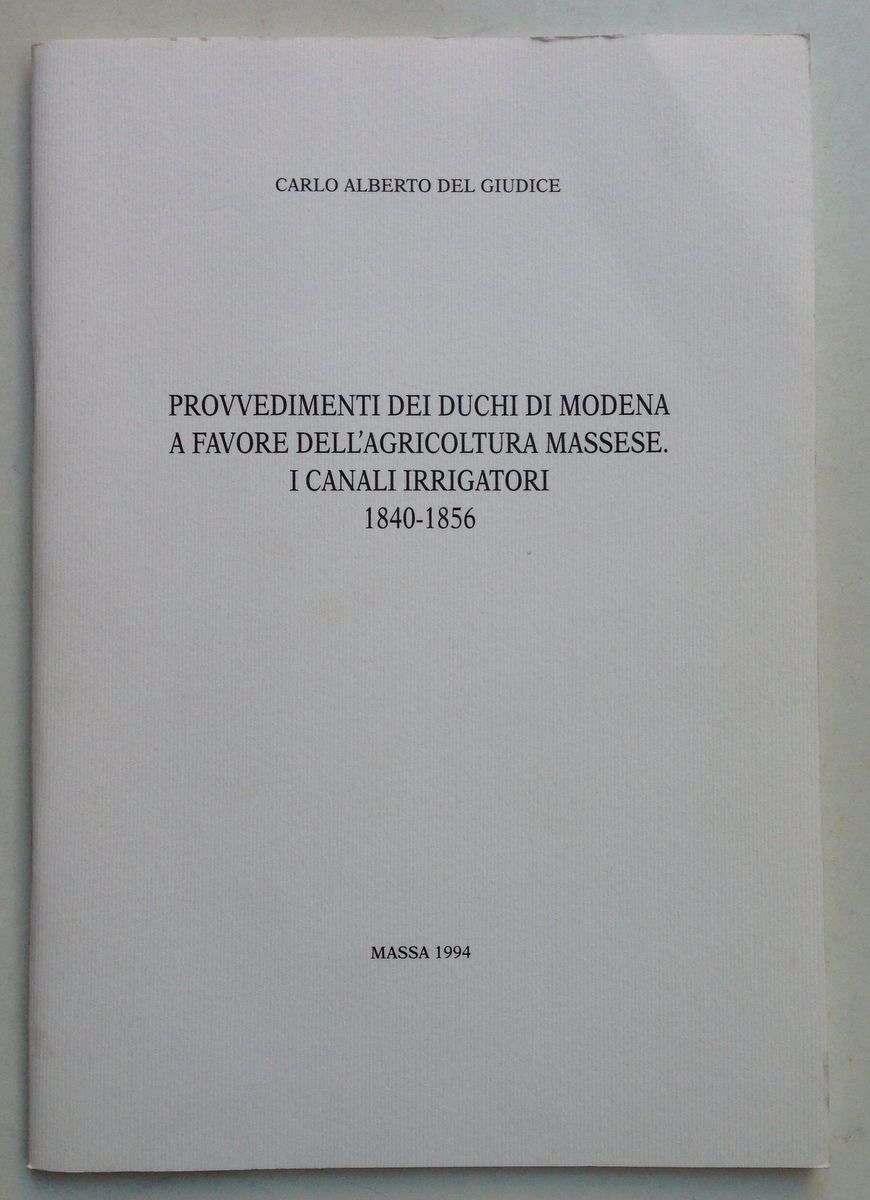 CARLO ALBERTO DEL GIUDICE
PROVVEDIMENTI DEI DUCHI DI MODENA
A FAVORE DELL'AGRICOLTURA MASSESE.
I CANALI IRRIGATORI
1840-1856
MASSA 1994